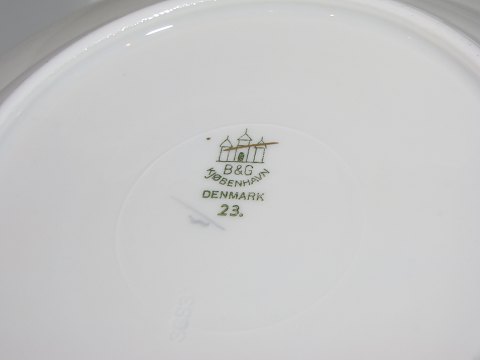 B&G
KJØBENHAVN
DENMARK
23.